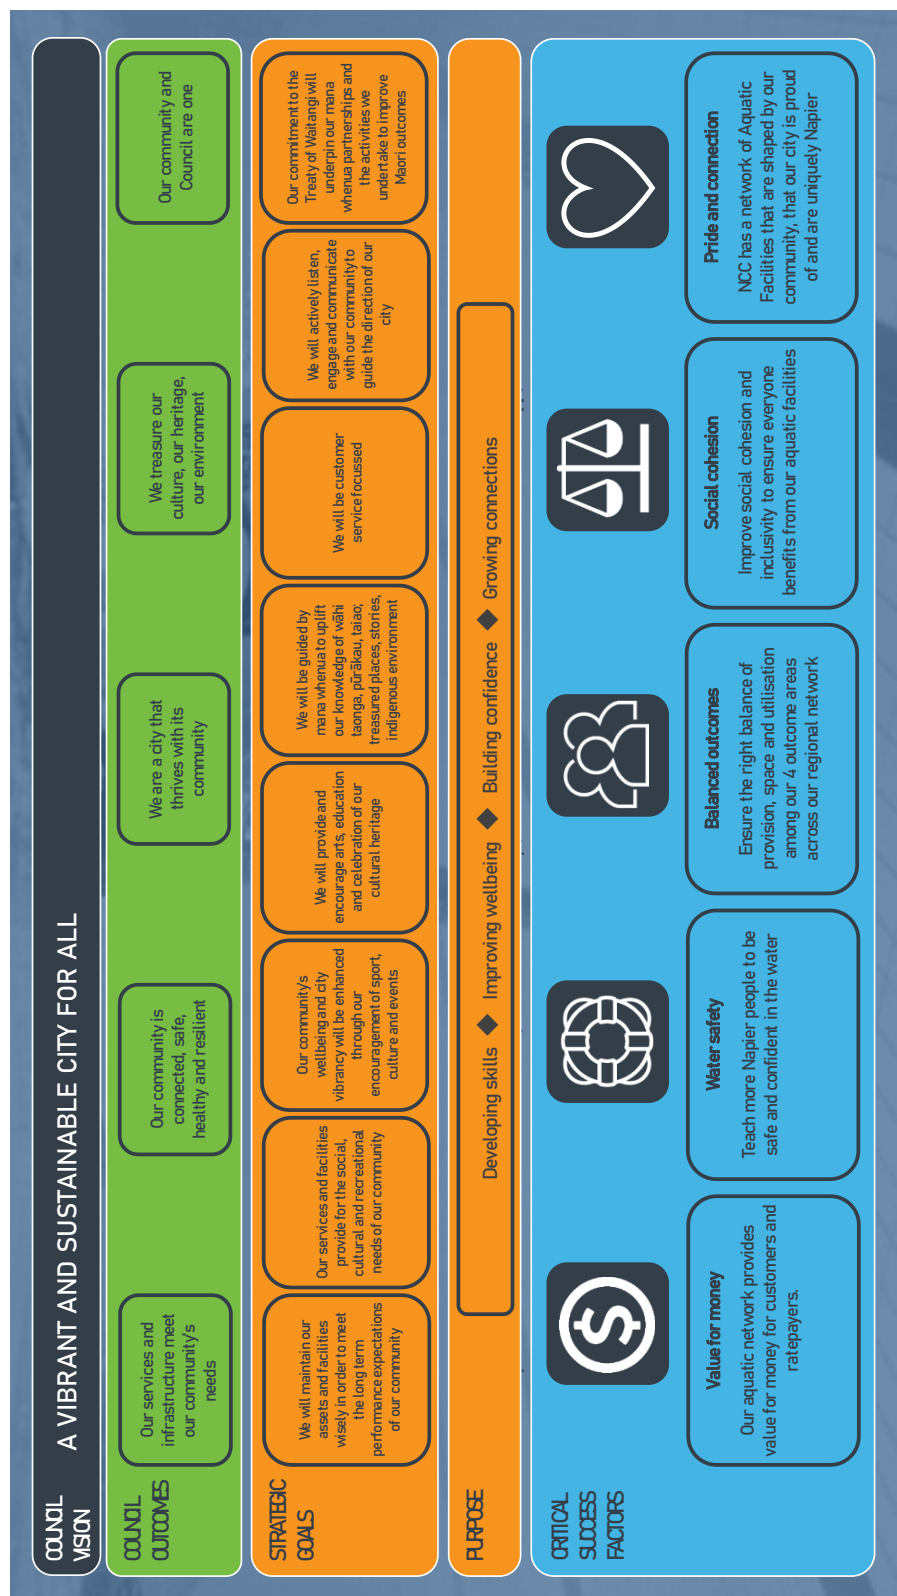 COUNCIL
VISION
A VIBRANT AND SUSTAINABLE CITY FOR ALL
COUNCIL
OUTCOMES
Our services and
infrastructure meet
our community's
needs
Our community is
connected, safe,
healthy and resilient
We are a city that
thrives with its
community
We treasure our
culture, our heritage,
our environment
Our community and
Council are one
STRATEGIC
GOALS
We will maintain our
assets and facilities
wisely in order to meet
the long term
performance expectations
of our community
Our services and facilities
provide for the social,
cultural and recreational
needs of our community
Our community's
wellbeing and city
vibrancy will be enhanced
through our
encouragement of sport,
culture and events
We will provide and
encourage arts, education
and celebration of our
cultural heritage
We will be guided by
mana whenua to uplift
our knowledge of wāhi
taonga, pūrākau, taiao;
treasured places, stories,
indigenous environment
We will be customer
service focussed
We will actively listen,
engage and communicate
with our community to
guide the direction of our
city
Our commitment to the
Treaty of Waitangi will
underpin our mana
whenua partnerships and
the activities we
undertake to improve
Maori outcomes
PURPOSE
Developing skills ◆ Improving wellbeing ◆ Building confidence ◆ Growing connections
CRITICAL
SUCCESS
FACTORS
Value for money
Our aquatic network provides
value for money for customers and
ratepayers.
Water safety
Teach more Napier people to be
safe and confident in the water
Balanced outcomes
Ensure the right balance of
provision, space and utilisation
among our 4 outcome areas
across our regional network
Social cohesion
Improve social cohesion and
inclusivity to ensure everyone
benefits from our aquatic facilities
Pride and connection
NCC has a network of Aquatic
Facilities that are shaped by our
community, that our city is proud
of and are uniquely Napier